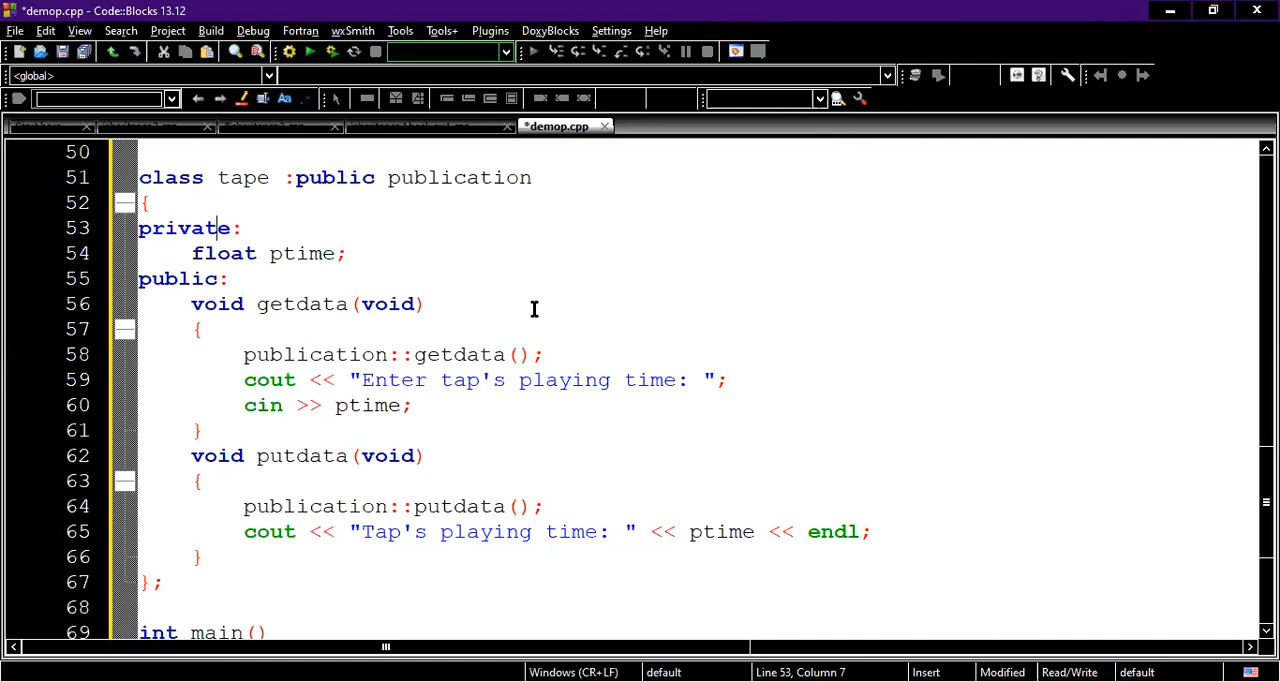 *demop.cpp - Code::Blocks 13.12
File Edit View Search Project Build Debug Fortran wxSmith Tools Tools+ Plugins DoxyBlocks Settings Help
<global>
*demop.cpp
50
51 class tape :public publication
52 {
53 private:
54 float ptime;
55 public:
56 void getdata(void)
57 {
58 publication::getdata();
59 cout << "Enter tap's playing time: ";
60 cin >> ptime;
61 }
62 void putdata(void)
63 {
64 publication::putdata();
65 cout << "Tap's playing time: " << ptime << endl;
66 }
67 };
68
69 int main()
Windows (CR+LF) default Line 53, Column 7 Insert Modified Read/Write default